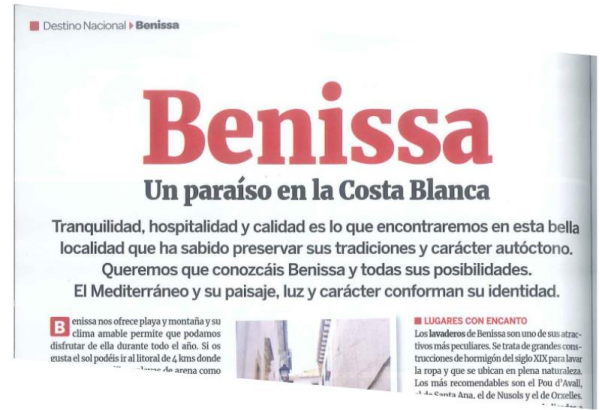 Destino Nacional Benissa
Benissa
Un paraíso en la Costa Blanca
Tranquilidad, hospitalidad y calidad es lo que encontraremos en esta bella
localidad que ha sabido preservar sus tradiciones y carácter autóctono.
Queremos que conozcáis Benissa y todas sus posibilidades.
El Mediterráneo y su paisaje, luz y carácter conforman su identidad.
Benissa nos ofrece playa y montaña y su
clima amable permite que podamos
disfrutar de ella durante todo el año. Si os
gusta el sol podéis ir al litoral de 4 kms donde
de arena como
LUGARES CON ENCANTO
Los lavaderos de Benissa son uno de sus atrac-
tivos más peculiares. Se trata de grandes cons-
trucciones de hormigón del siglo XIX para lavar
la ropa y que se ubican en plena naturaleza.
Los más recomendables son el Pou d'Avall,
el de Santa Ana, el de Nusols y el de Orxelles.